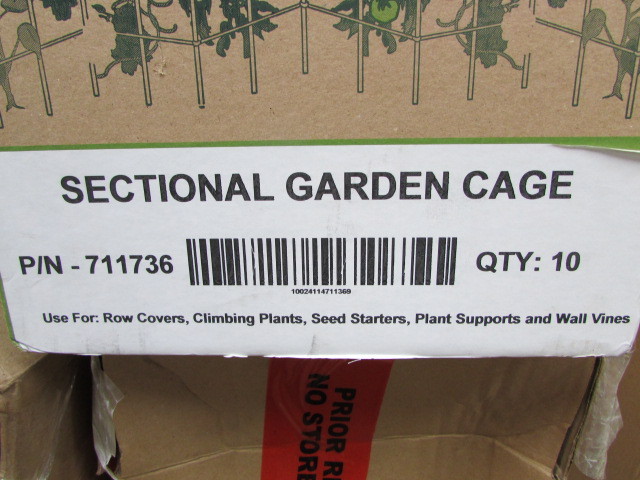 SECTIONAL GARDEN CAGE
P/N - 711736
QTY: 10
10024114711369
Use For: Row Covers, Climbing Plants, Seed Starters, Plant Supports and Wall Vines
PRIOR
NO STORE